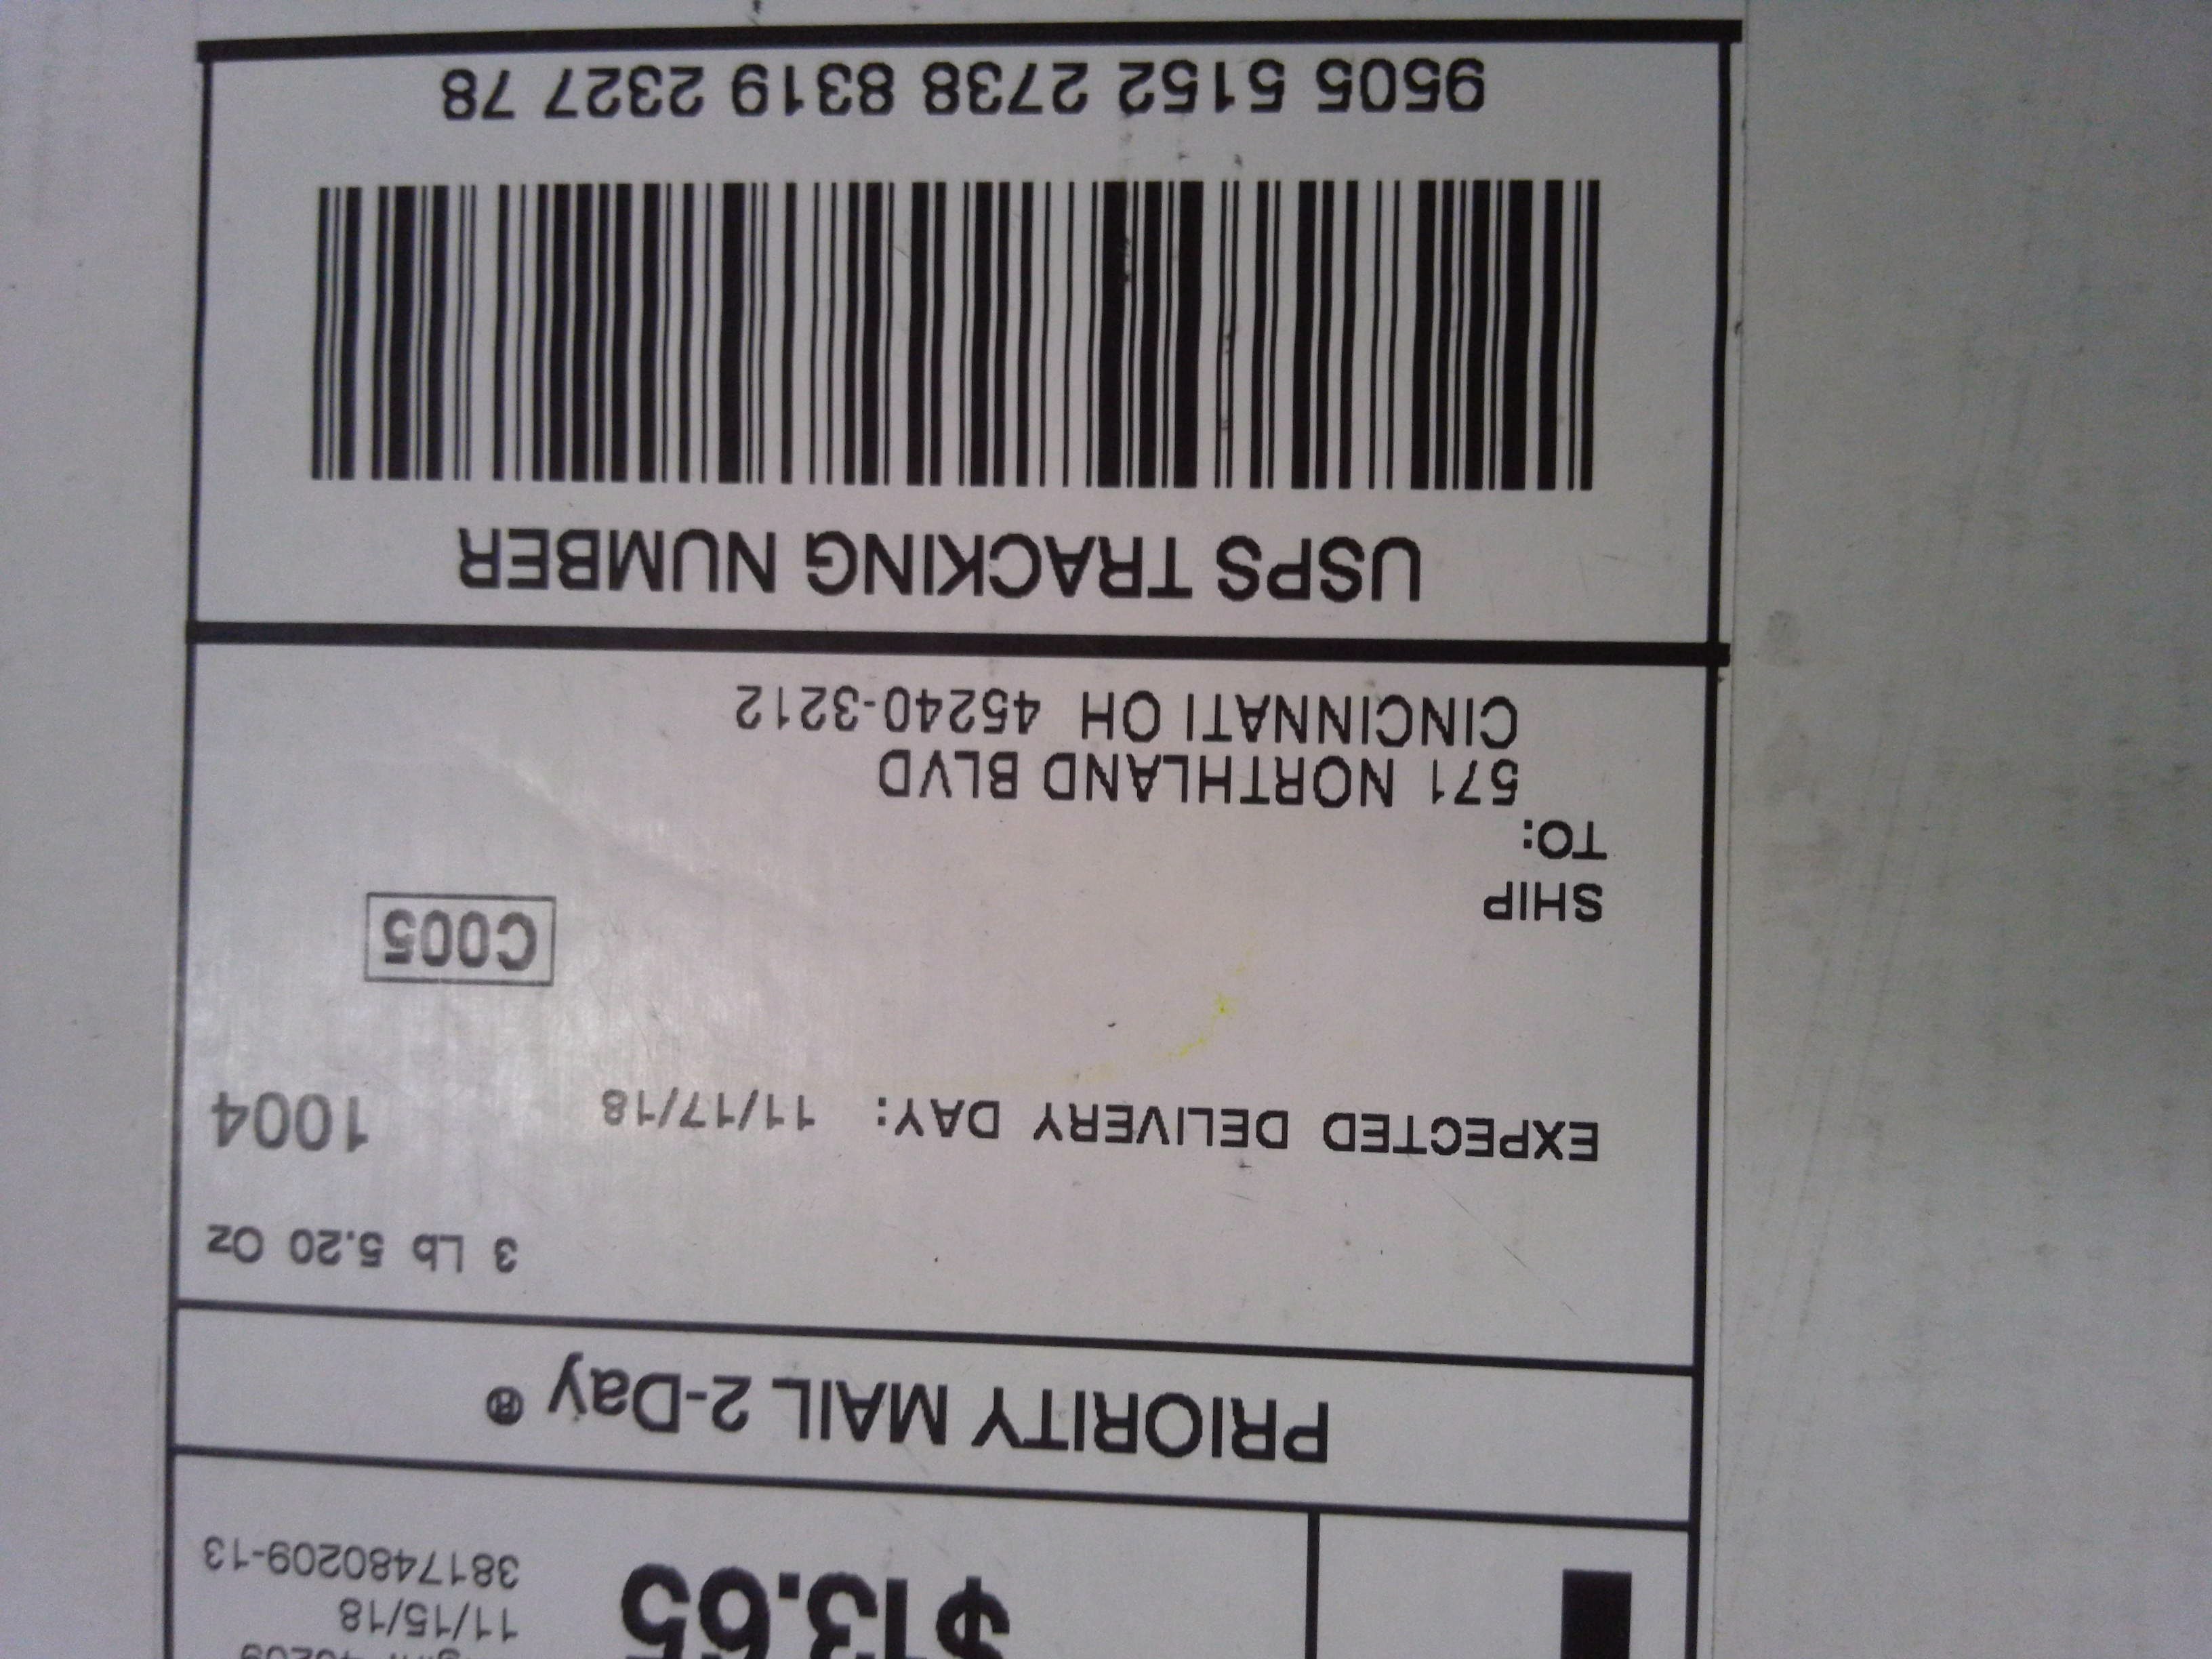 $13.65
11/15/18
3817480209-13
PRIORITY MAIL 2-Day ®
3 Lb 5.20 Oz
1004
EXPECTED DELIVERY DAY: 11/17/18
C005
SHIP
TO:
571 NORTHLAND BLVD
CINCINNATI OH 45240-3212
USPS TRACKING NUMBER
9505 5152 2738 8319 2327 78